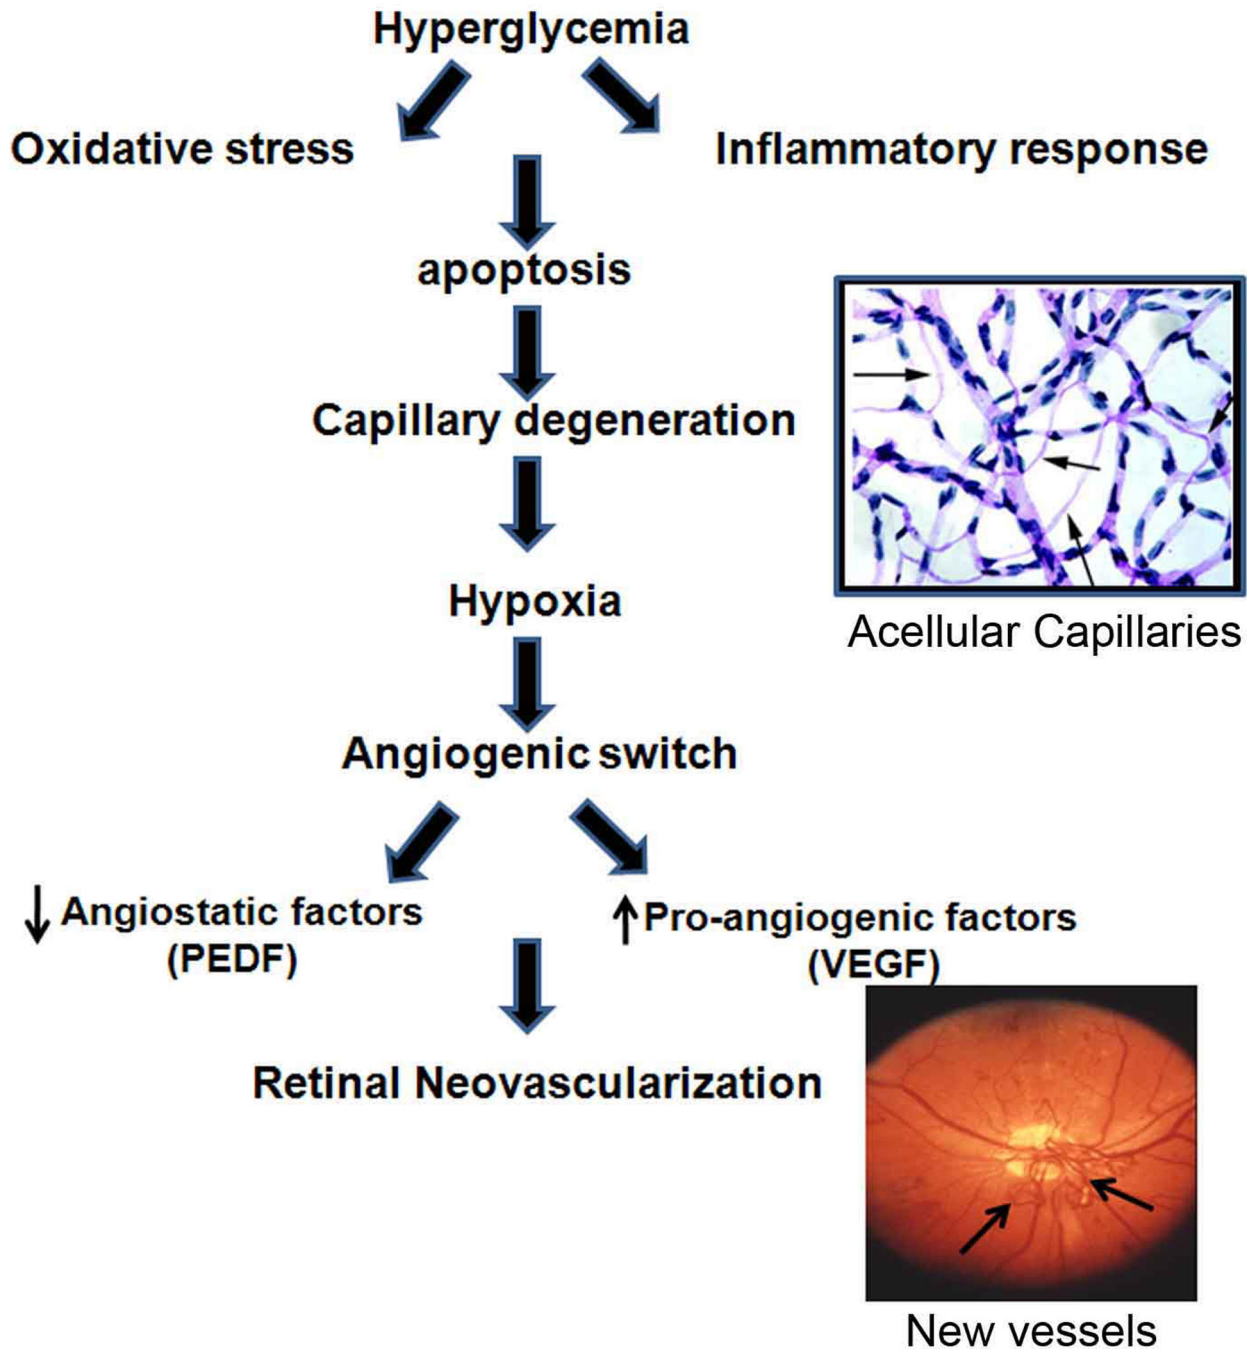 Hyperglycemia
Oxidative stress
Inflammatory response
apoptosis
Capillary degeneration
Hypoxia
Acellular Capillaries
Angiogenic switch
↓ Angiostatic factors
(PEDF)
↑ Pro-angiogenic factors
(VEGF)
Retinal Neovascularization
New vessels